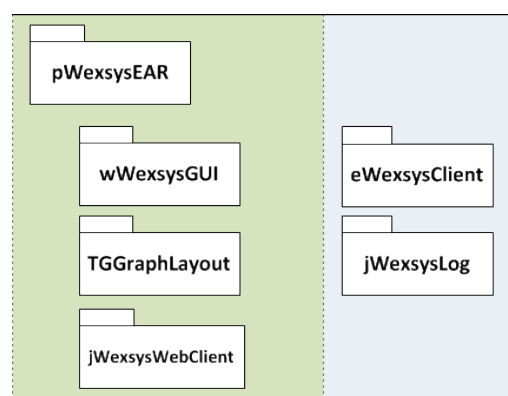 pWexsysEAR
wWexsysGUI
eWexsysClient
TGGraphLayout
jWexsysLog
jWexsysWebClient